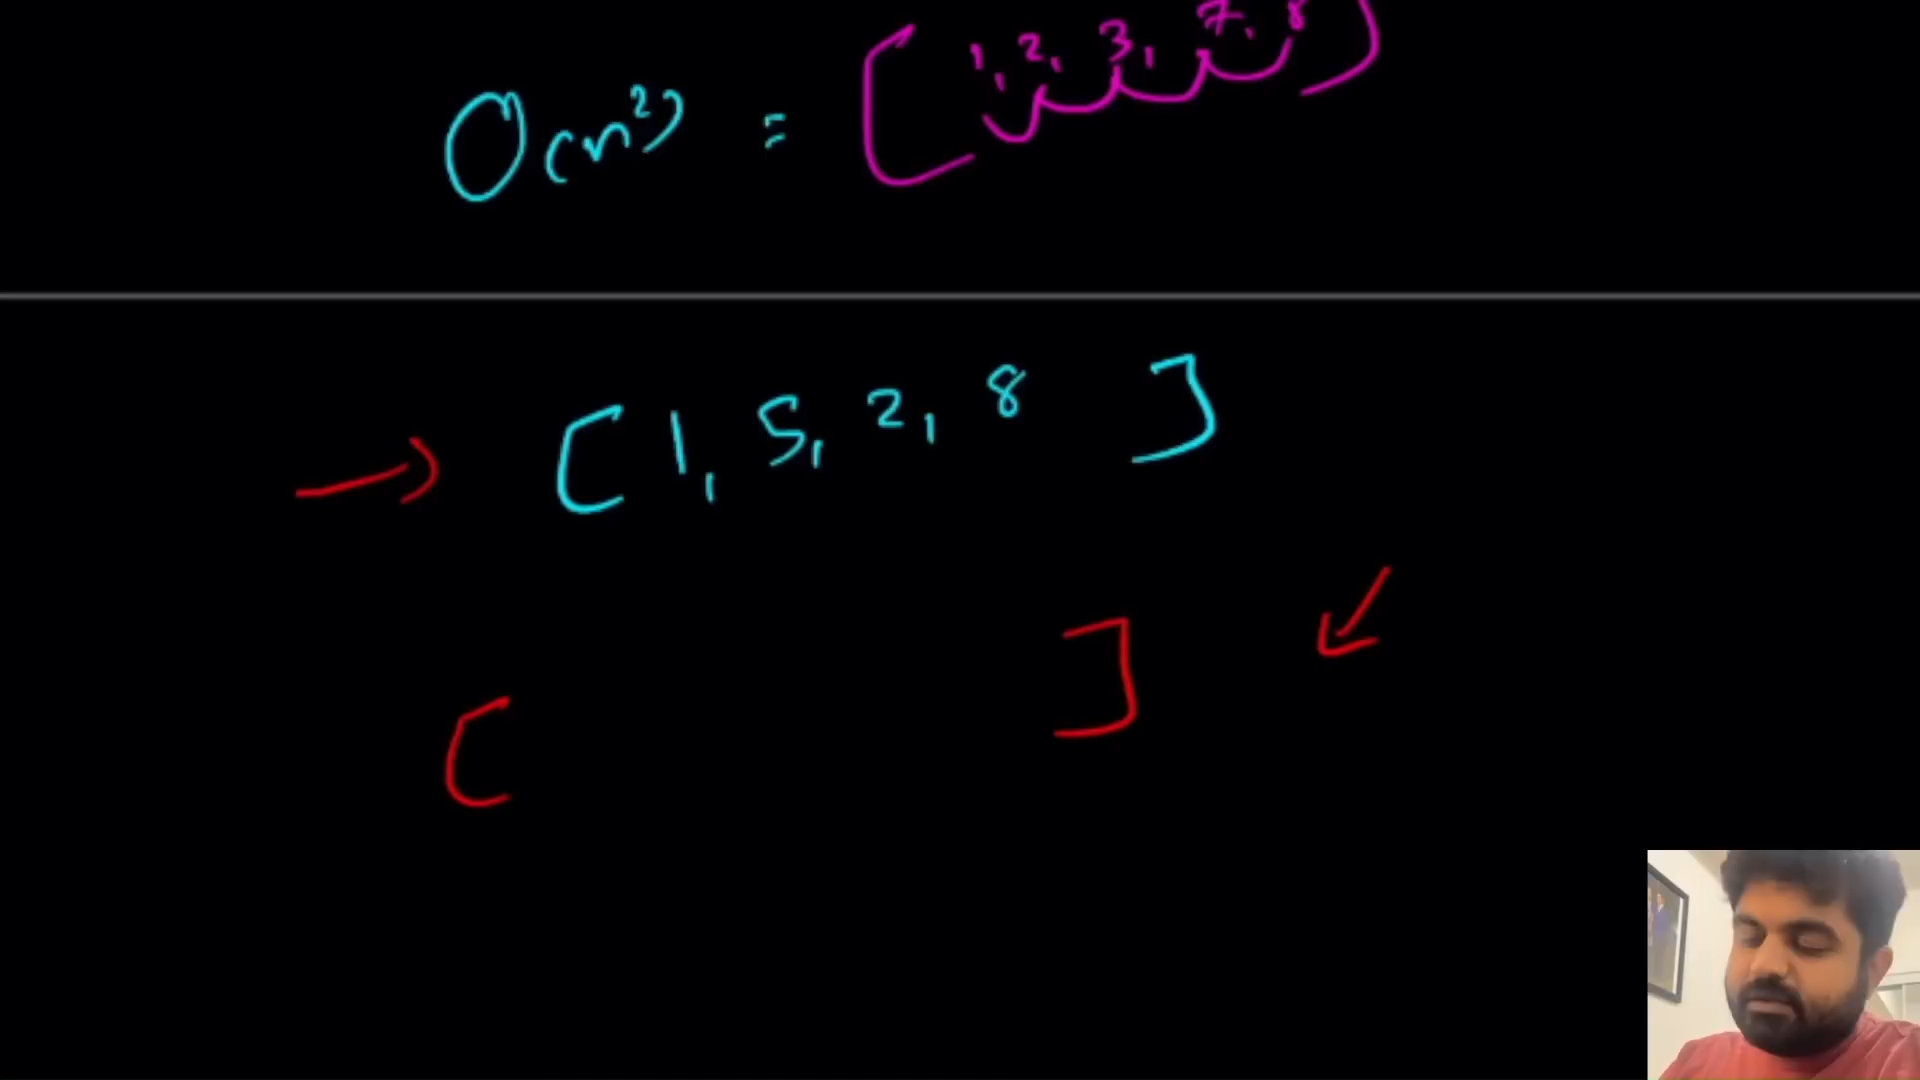 O(n²) = [1, 2, 3, 7, 8]
→ [1, 5, 2, 8 ]
[ ] ↙